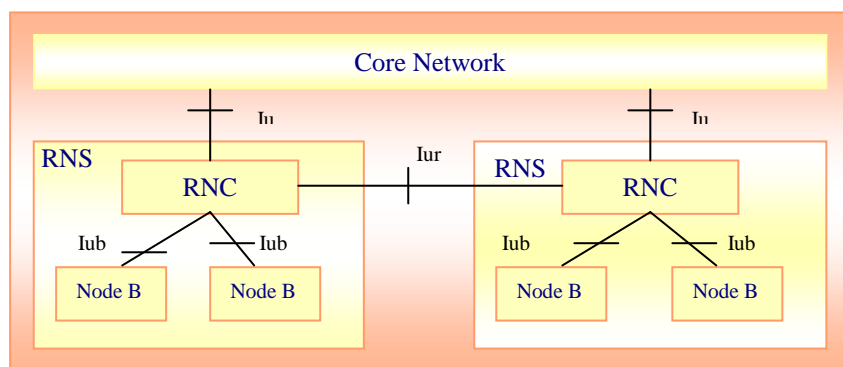 Core Network
Iu Iu
RNS Iur RNS
RNC RNC
Iub Iub Iub Iub
Node B Node B Node B Node B